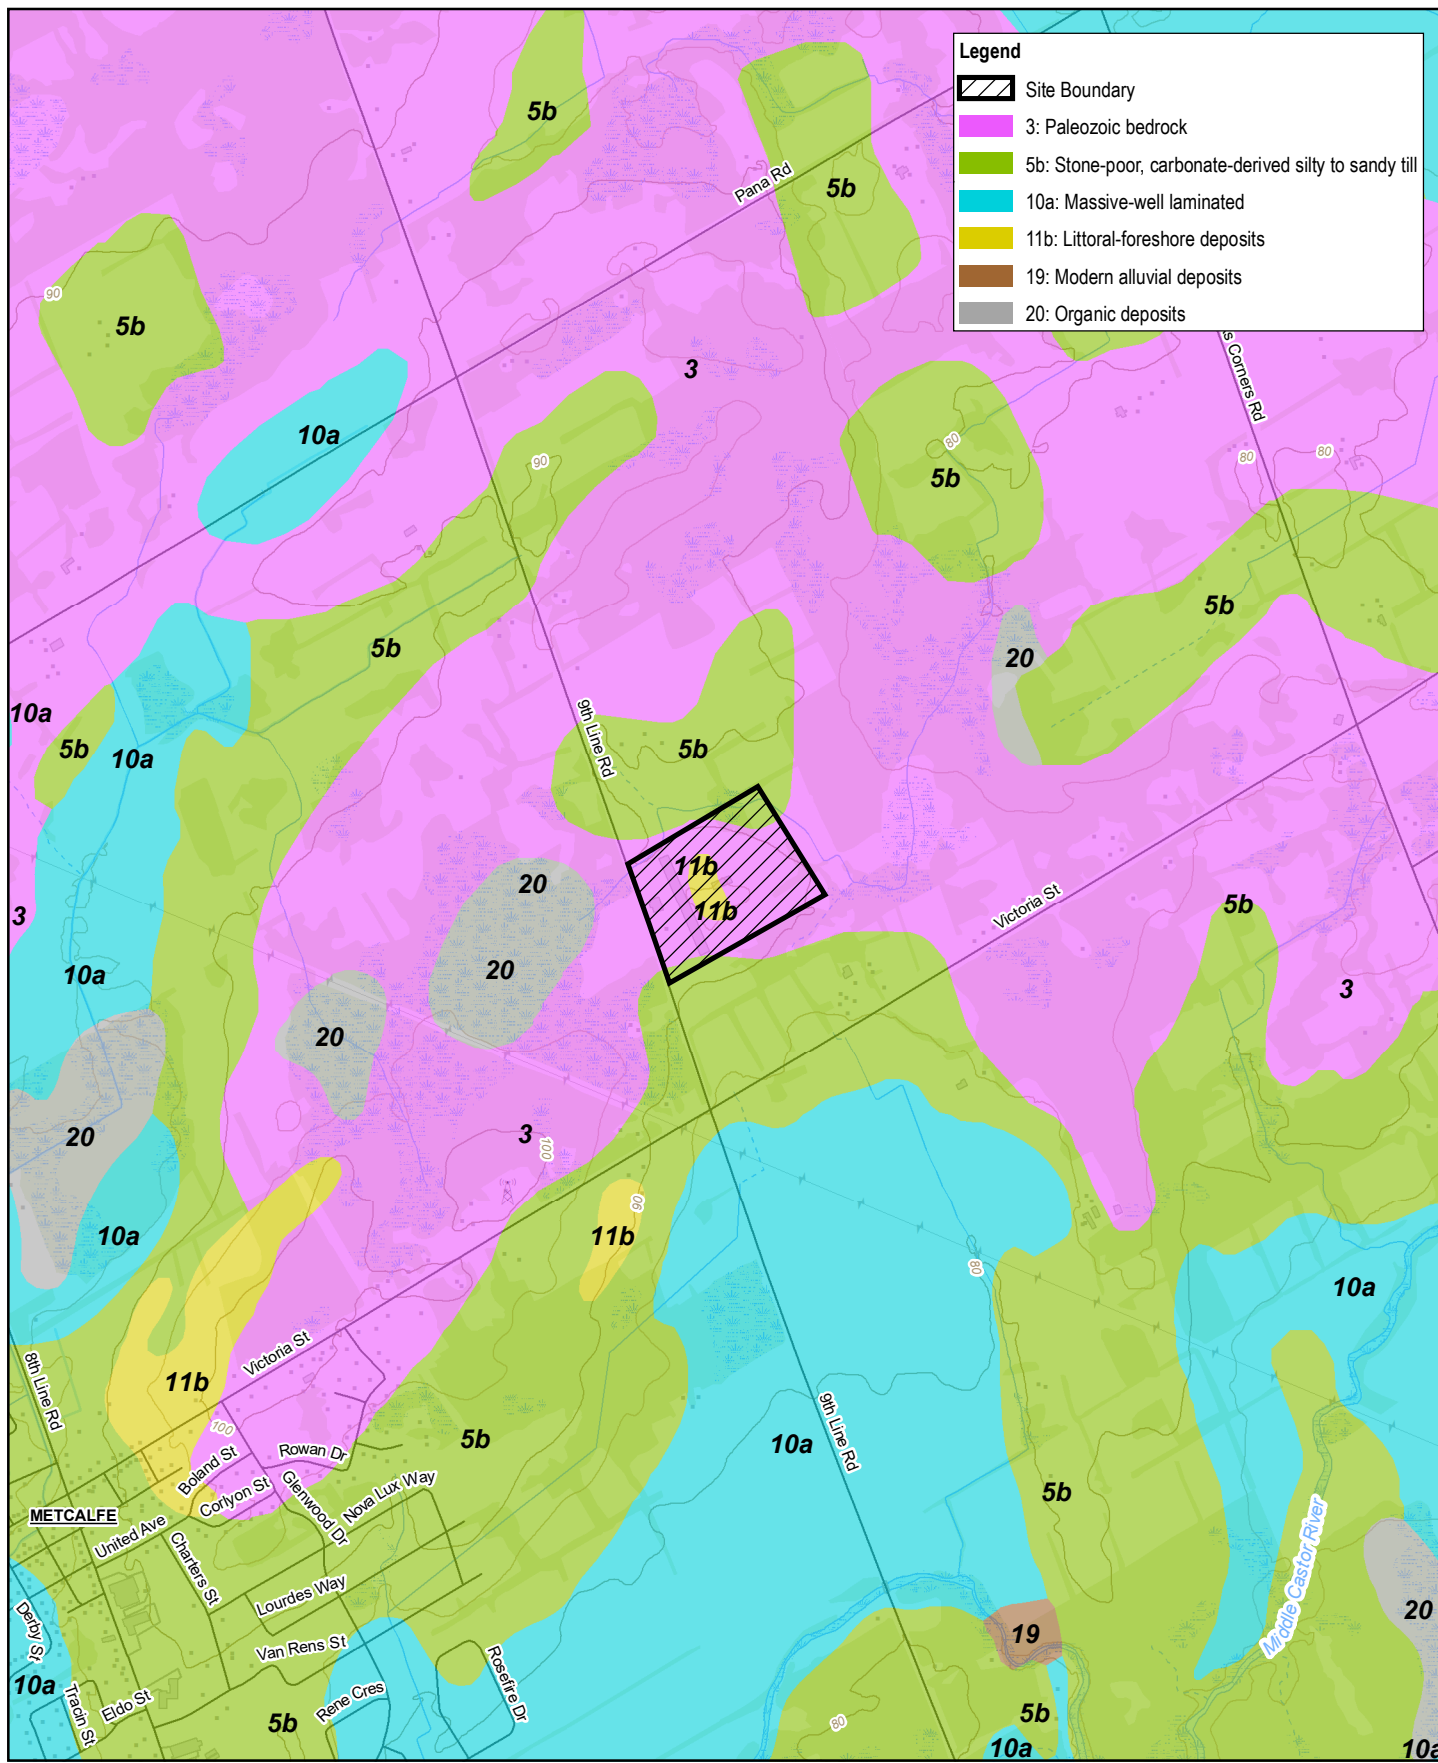 Legend
Site Boundary
3: Paleozoic bedrock
5b: Stone-poor, carbonate-derived silty to sandy till
10a: Massive-well laminated
11b: Littoral-foreshore deposits
19: Modern alluvial deposits
20: Organic deposits
5b
Pana Rd
5b
90
5b
s Corners Rd
3
10a
80
80
80
90
5b
5b
5b
20
10a
5b
10a
9th Line Rd
5b
11b
11b
20
Victoria St
5b
3
10a
20
3
20
20
3
100
10a
11b
90
80
10a
Victoria St
8th Line Rd
11b
100
9th Line Rd
5b
10a
Rowan Dr
Boland St
Corlyon St
Glenwood Dr
Nova Lux Way
5b
METCALFE
United Ave
Charters St
Middle Castor River
Lourdes Way
Derby St
20
19
Van Rens St
Rosefire Dr
10a
Tracin St
Eldo St
Rene Cres
5b
80
5b
10a
10a